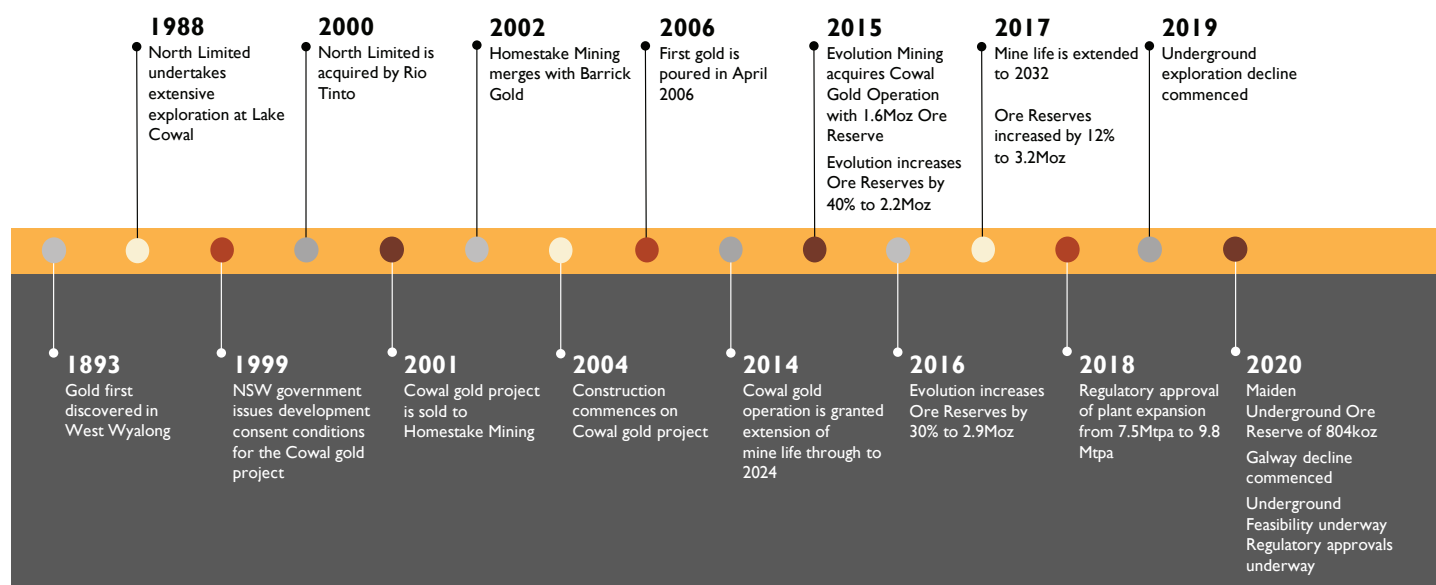 1988
North Limited
undertakes
extensive
exploration at Lake
Cowal
2000
North Limited is
acquired by Rio
Tinto
2002
Homestake Mining
merges with Barrick
Gold
2006
First gold is
poured in April
2006
2015
Evolution Mining
acquires Cowal
Gold Operation
with 1.6Moz Ore
Reserve
Evolution increases
Ore Reserves by
40% to 2.2Moz
2017
Mine life is extended
to 2032
Ore Reserves
increased by 12%
to 3.2Moz
2019
Underground
exploration decline
commenced
1893
Gold first
discovered in
West Wyalong
1999
NSW government
issues development
consent conditions
for the Cowal gold
project
2001
Cowal gold project
is sold to
Homestake Mining
2004
Construction
commences on
Cowal gold project
2014
Cowal gold
operation is granted
extension of
mine life through to
2024
2016
Evolution increases
Ore Reserves by
30% to 2.9Moz
2018
Regulatory approval
of plant expansion
from 7.5Mtpa to 9.8
Mtpa
2020
Maiden
Underground Ore
Reserve of 804koz
Galway decline
commenced
Underground
Feasibility underway
Regulatory approvals
underway